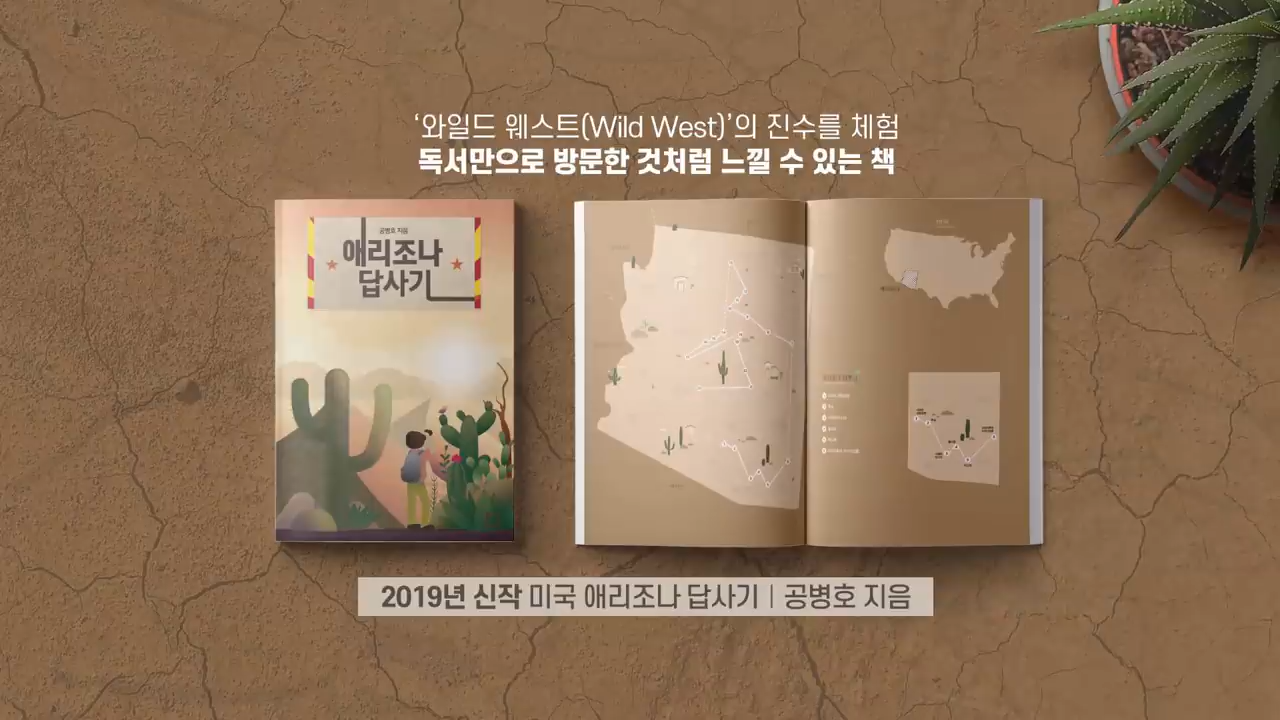 ‘와일드 웨스트(Wild West)’의 진수를 체험
독서만으로 방문한 것처럼 느낄 수 있는 책
공병호 지음
애리조나
답사기
2019년 신작 미국 애리조나 답사기 | 공병호 지음